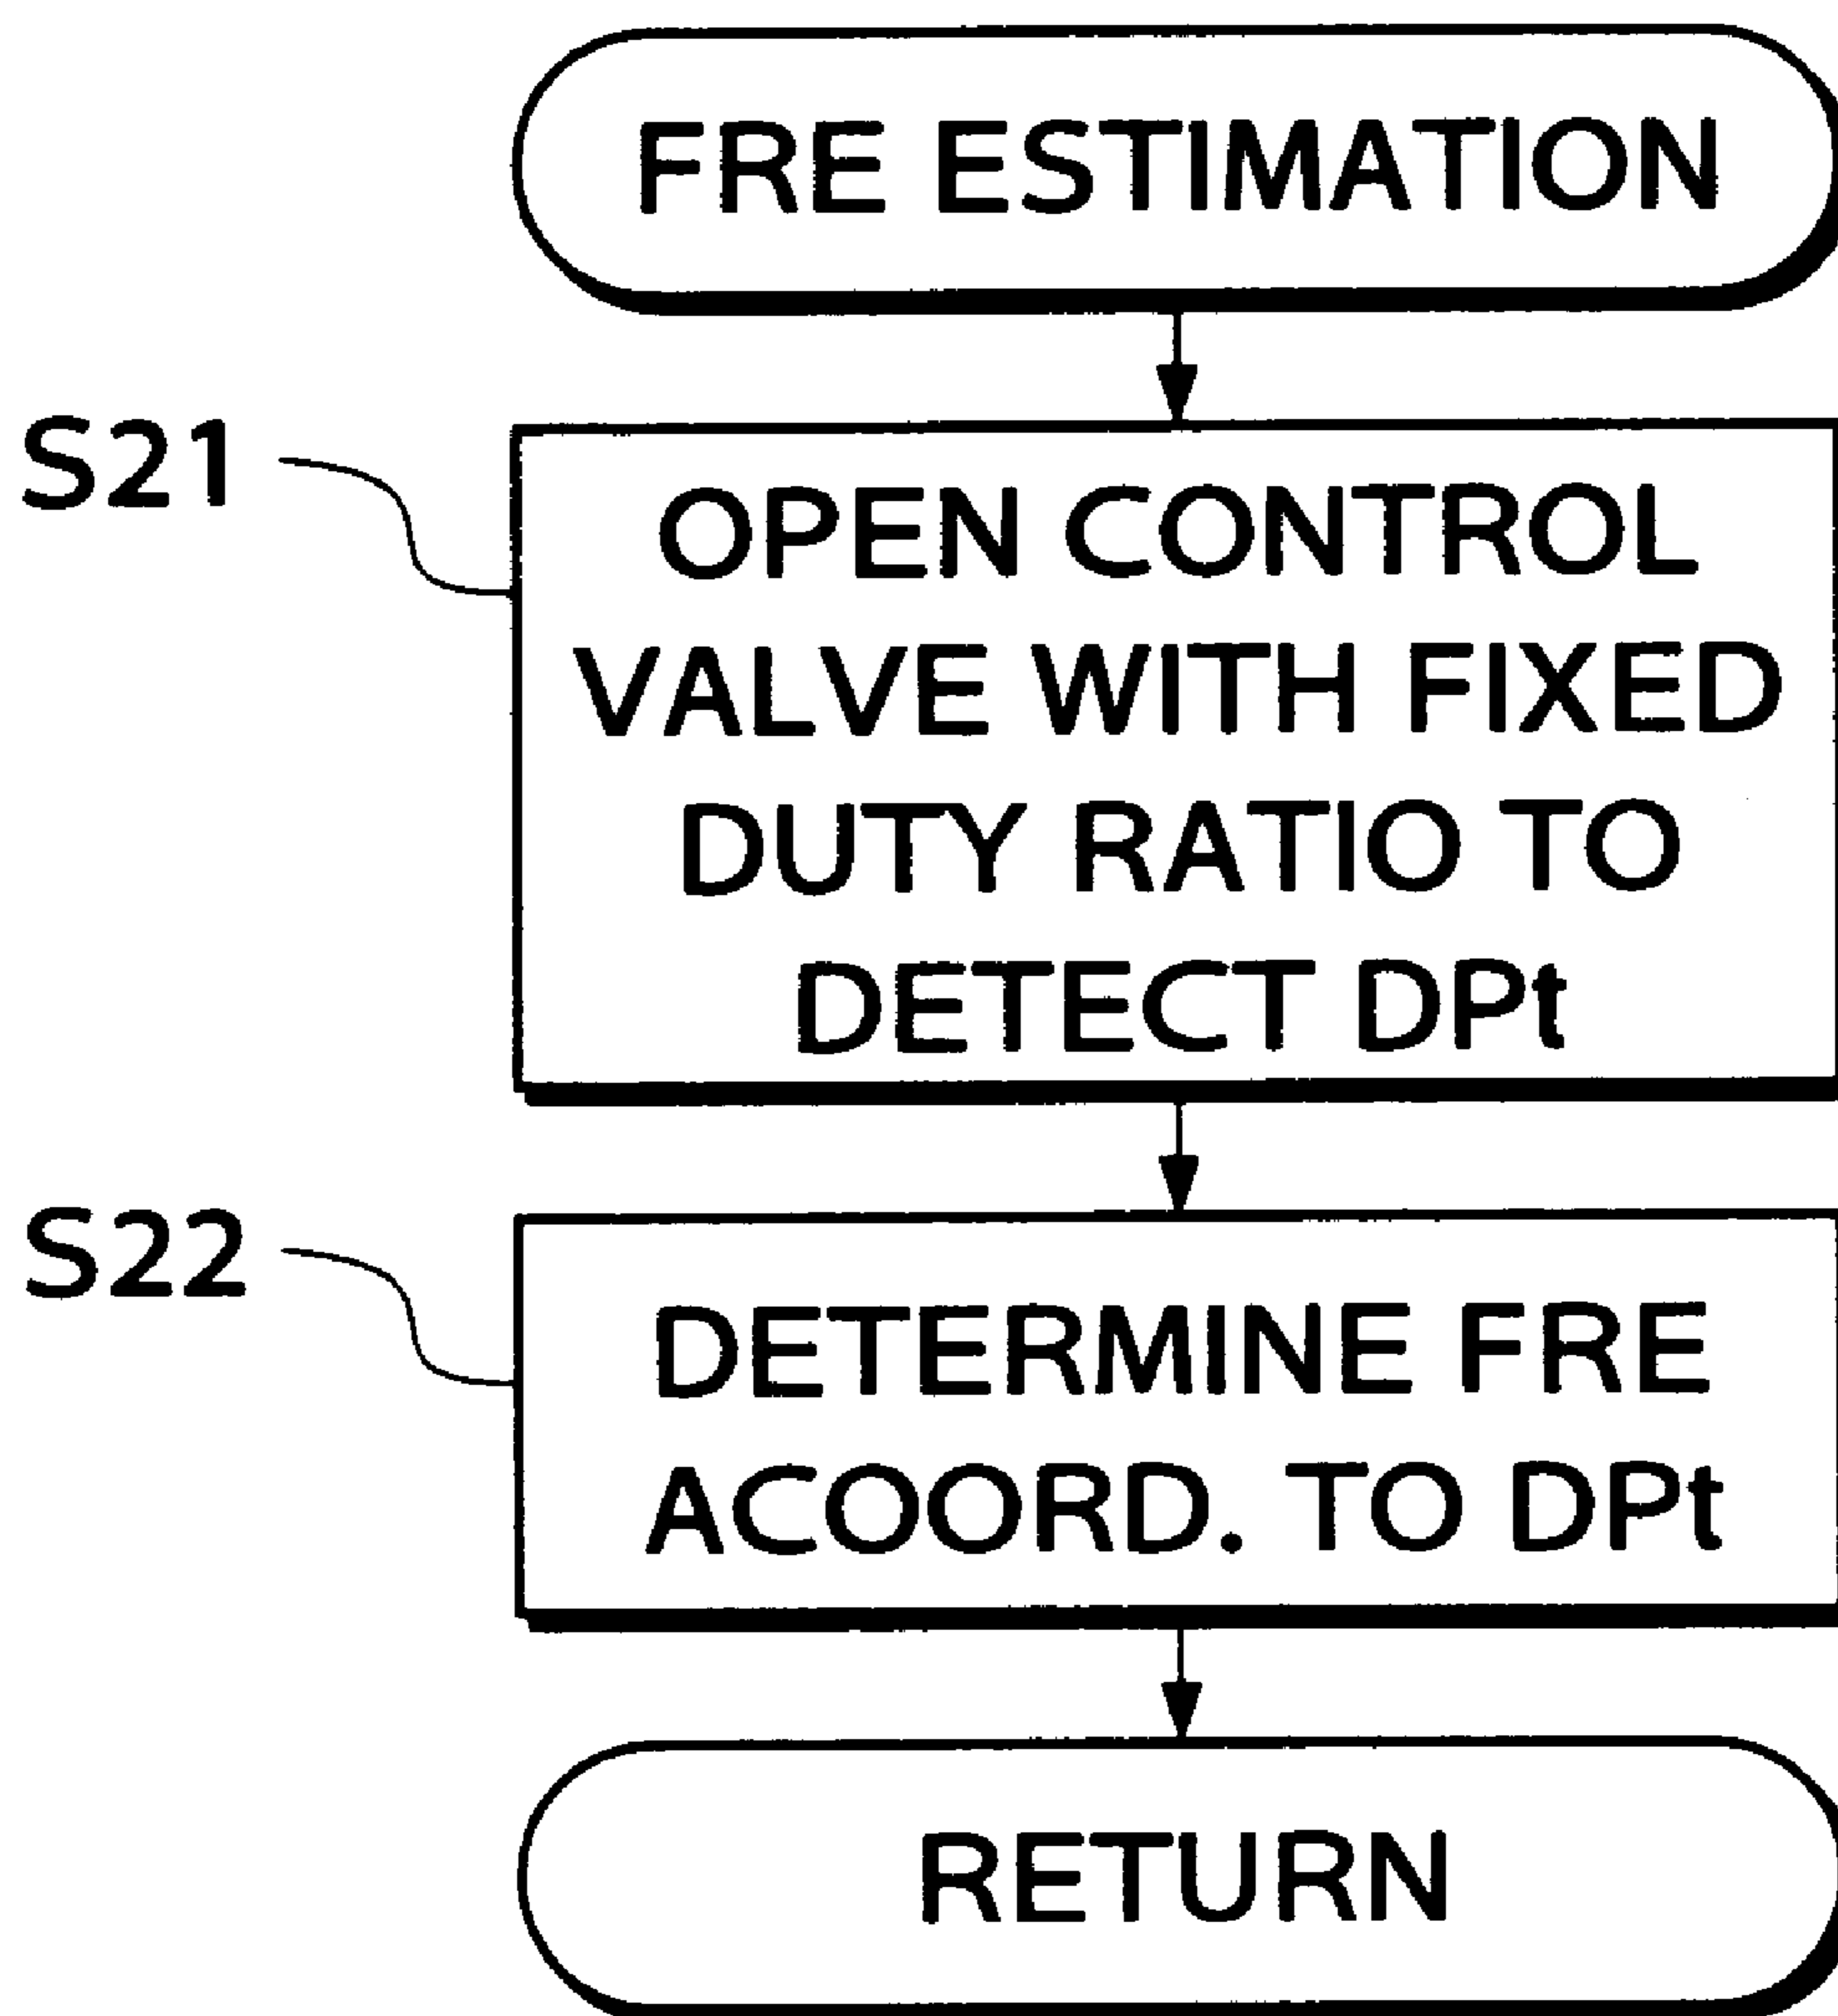 FRE ESTIMATION
S21
OPEN CONTROL
VALVE WITH FIXED
DUTY RATIO TO
DETECT DPt
S22
DETERMINE FRE
ACOORD. TO DPt
RETURN